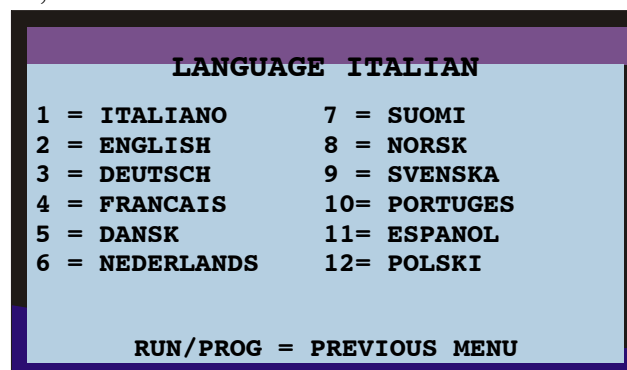 LANGUAGE ITALIAN
1 = ITALIANO 7 = SUOMI
2 = ENGLISH 8 = NORSK
3 = DEUTSCH 9 = SVENSKA
4 = FRANCAIS 10= PORTUGES
5 = DANSK 11= ESPANOL
6 = NEDERLANDS 12= POLSKI
RUN/PROG = PREVIOUS MENU